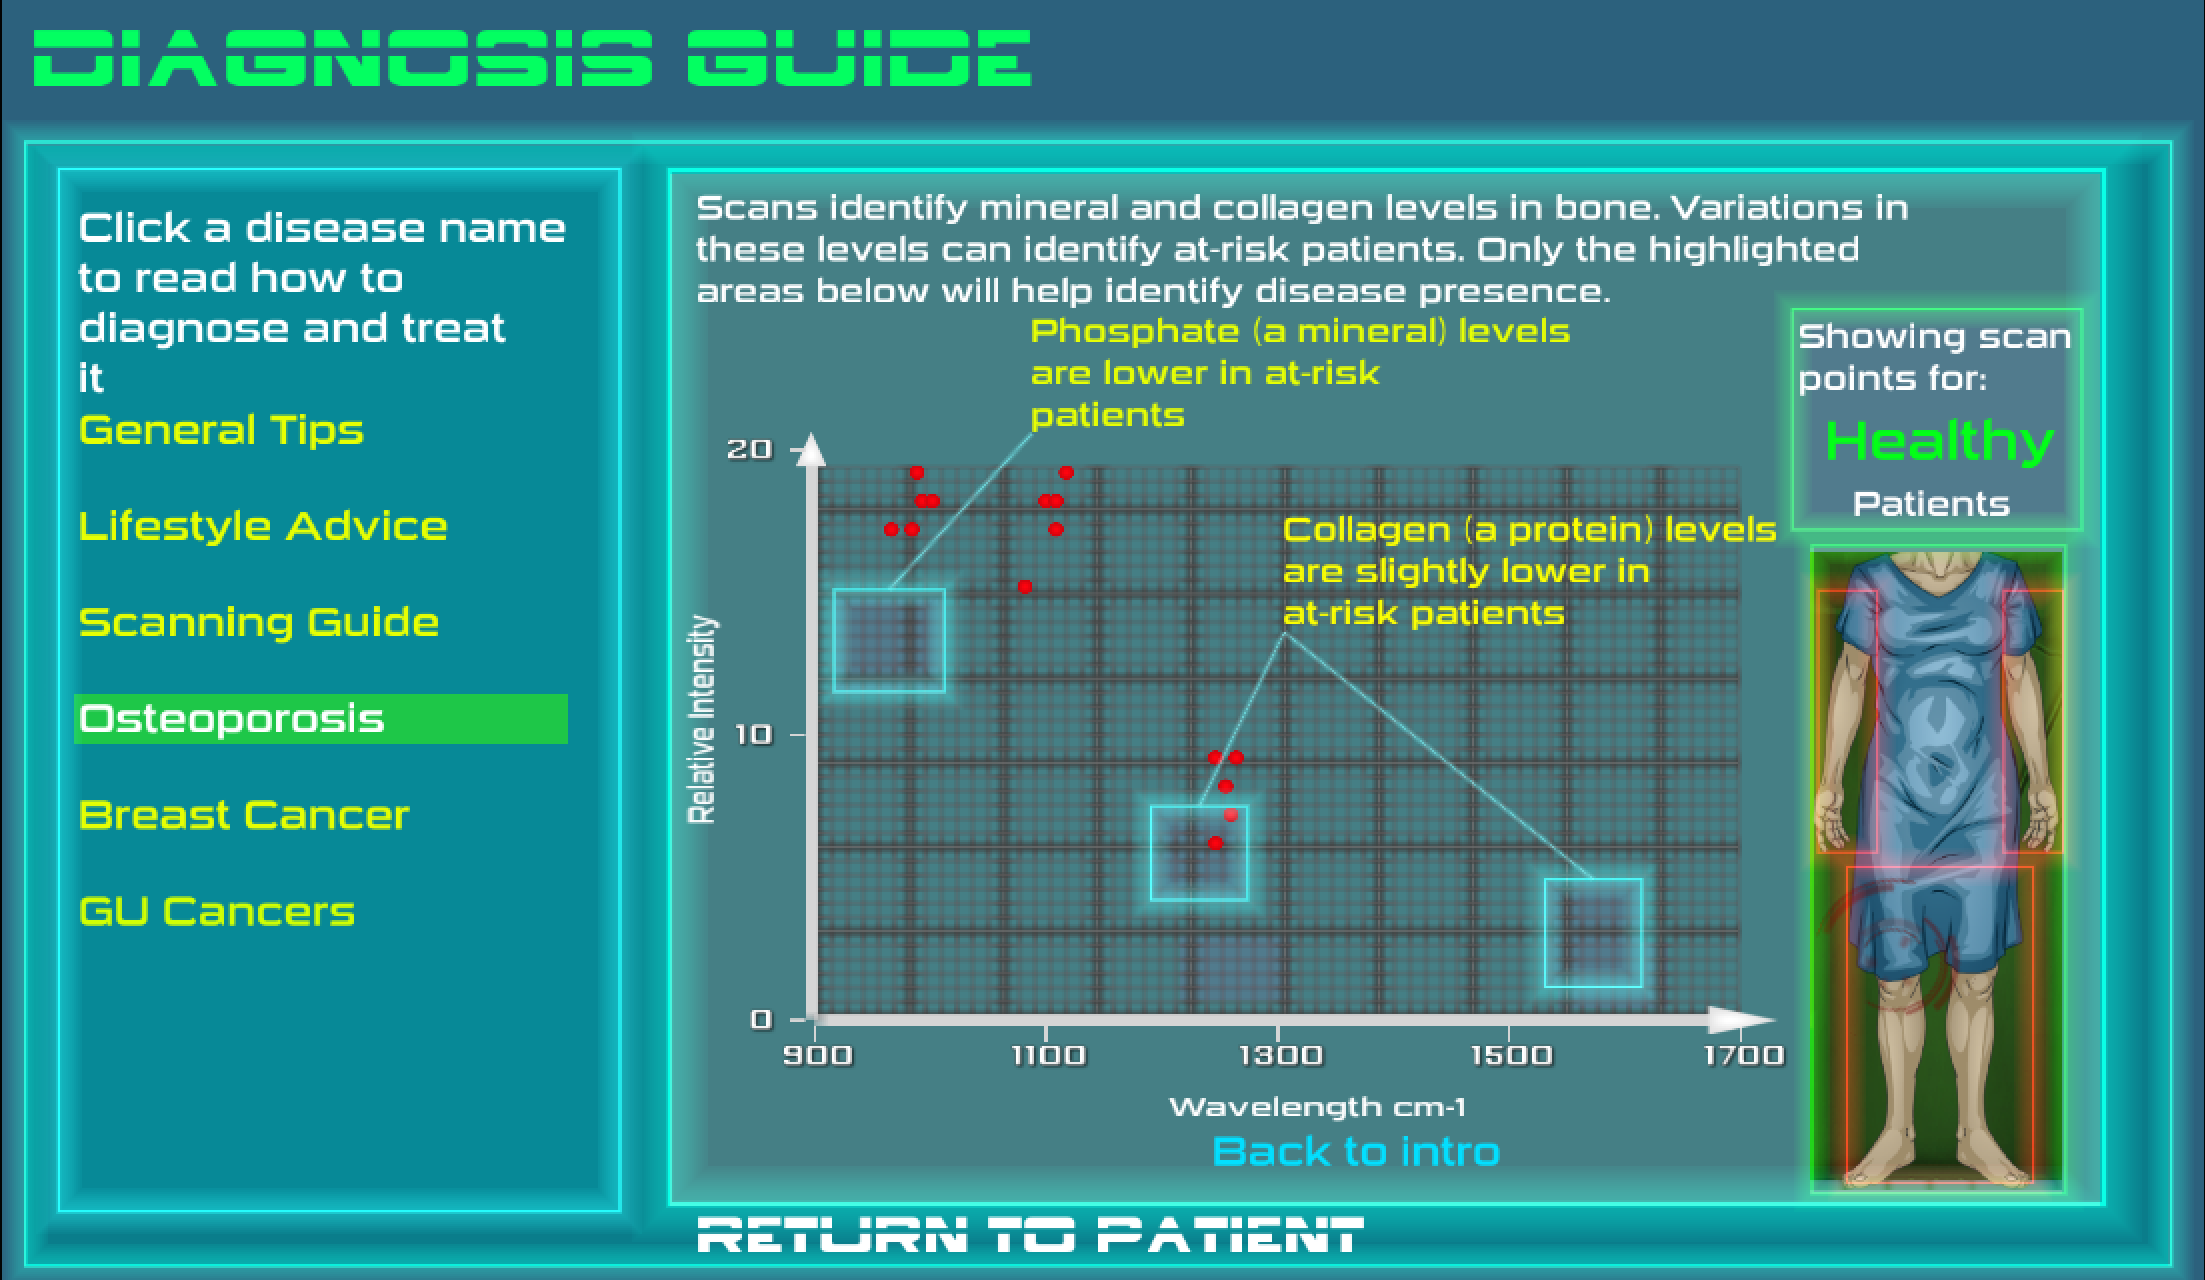 DIAGNOSIS GUIDE
Click a disease name
to read how to
diagnose and treat
it
General Tips
Lifestyle Advice
Scanning Guide
Osteoporosis
Breast Cancer
GU Cancers
Scans identify mineral and collagen levels in bone. Variations in
these levels can identify at-risk patients. Only the highlighted
areas below will help identify disease presence.
Phosphate (a mineral) levels
are lower in at-risk
patients
Collagen (a protein) levels
are slightly lower in
at-risk patients
20
10
0
Relative Intensity
900 1100 1300 1500 1700
Wavelength cm-1
Back to intro
Showing scan
points for:
Healthy
Patients
RETURN TO PATIENT